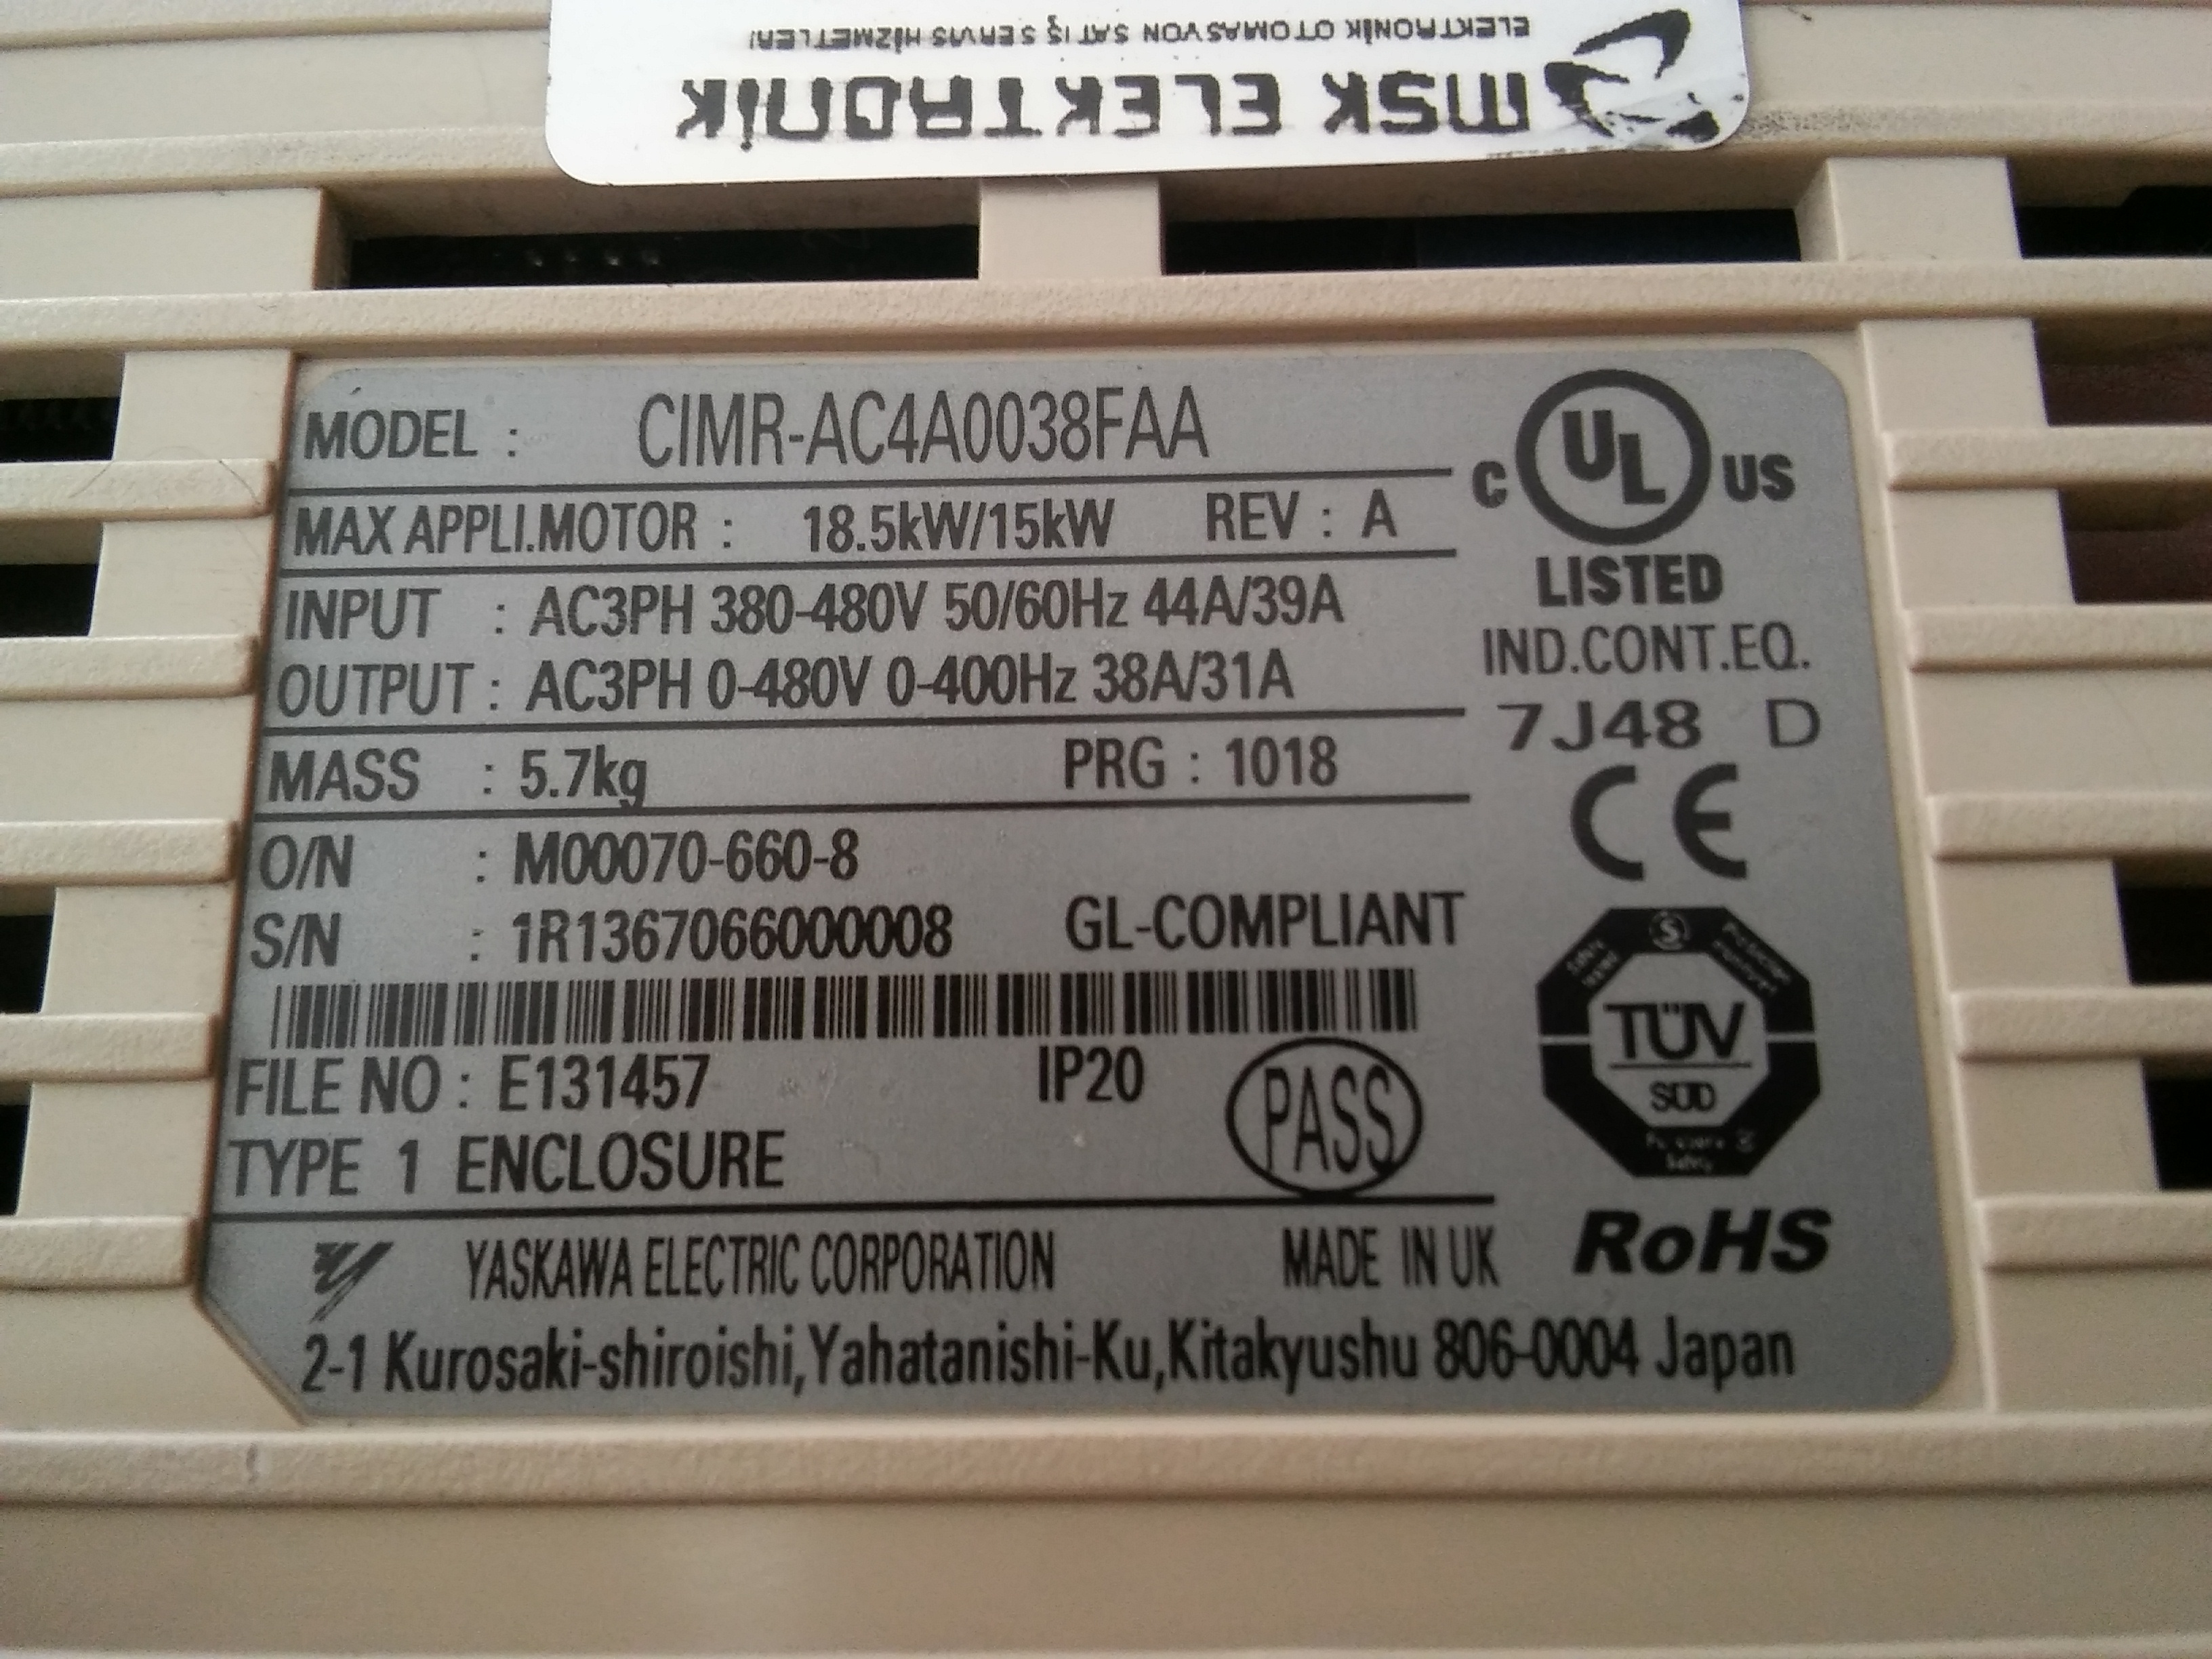 ELEKTRONİK OTOMASYON SATIŞ SERVİS HİZMETLERİ
MSK ELEKTRONİK
MODEL : CIMR-AC4A0038FAA
MAX APPLI.MOTOR : 18.5kW/15kW REV : A
C UL US
LISTED
INPUT : AC3PH 380-480V 50/60Hz 44A/39A
IND.CONT.EQ.
OUTPUT : AC3PH 0-480V 0-400Hz 38A/31A
7J48 D
MASS : 5.7kg PRG : 1018
CE
O/N : M00070-660-8
S/N : 1R1367066000008 GL-COMPLIANT
TÜV
SÜD
FILE NO : E131457 IP20 PASS
TYPE 1 ENCLOSURE
RoHS
YASKAWA ELECTRIC CORPORATION MADE IN UK
2-1 Kurosaki-shiroishi,Yahatanishi-Ku,Kitakyushu 806-0004 Japan